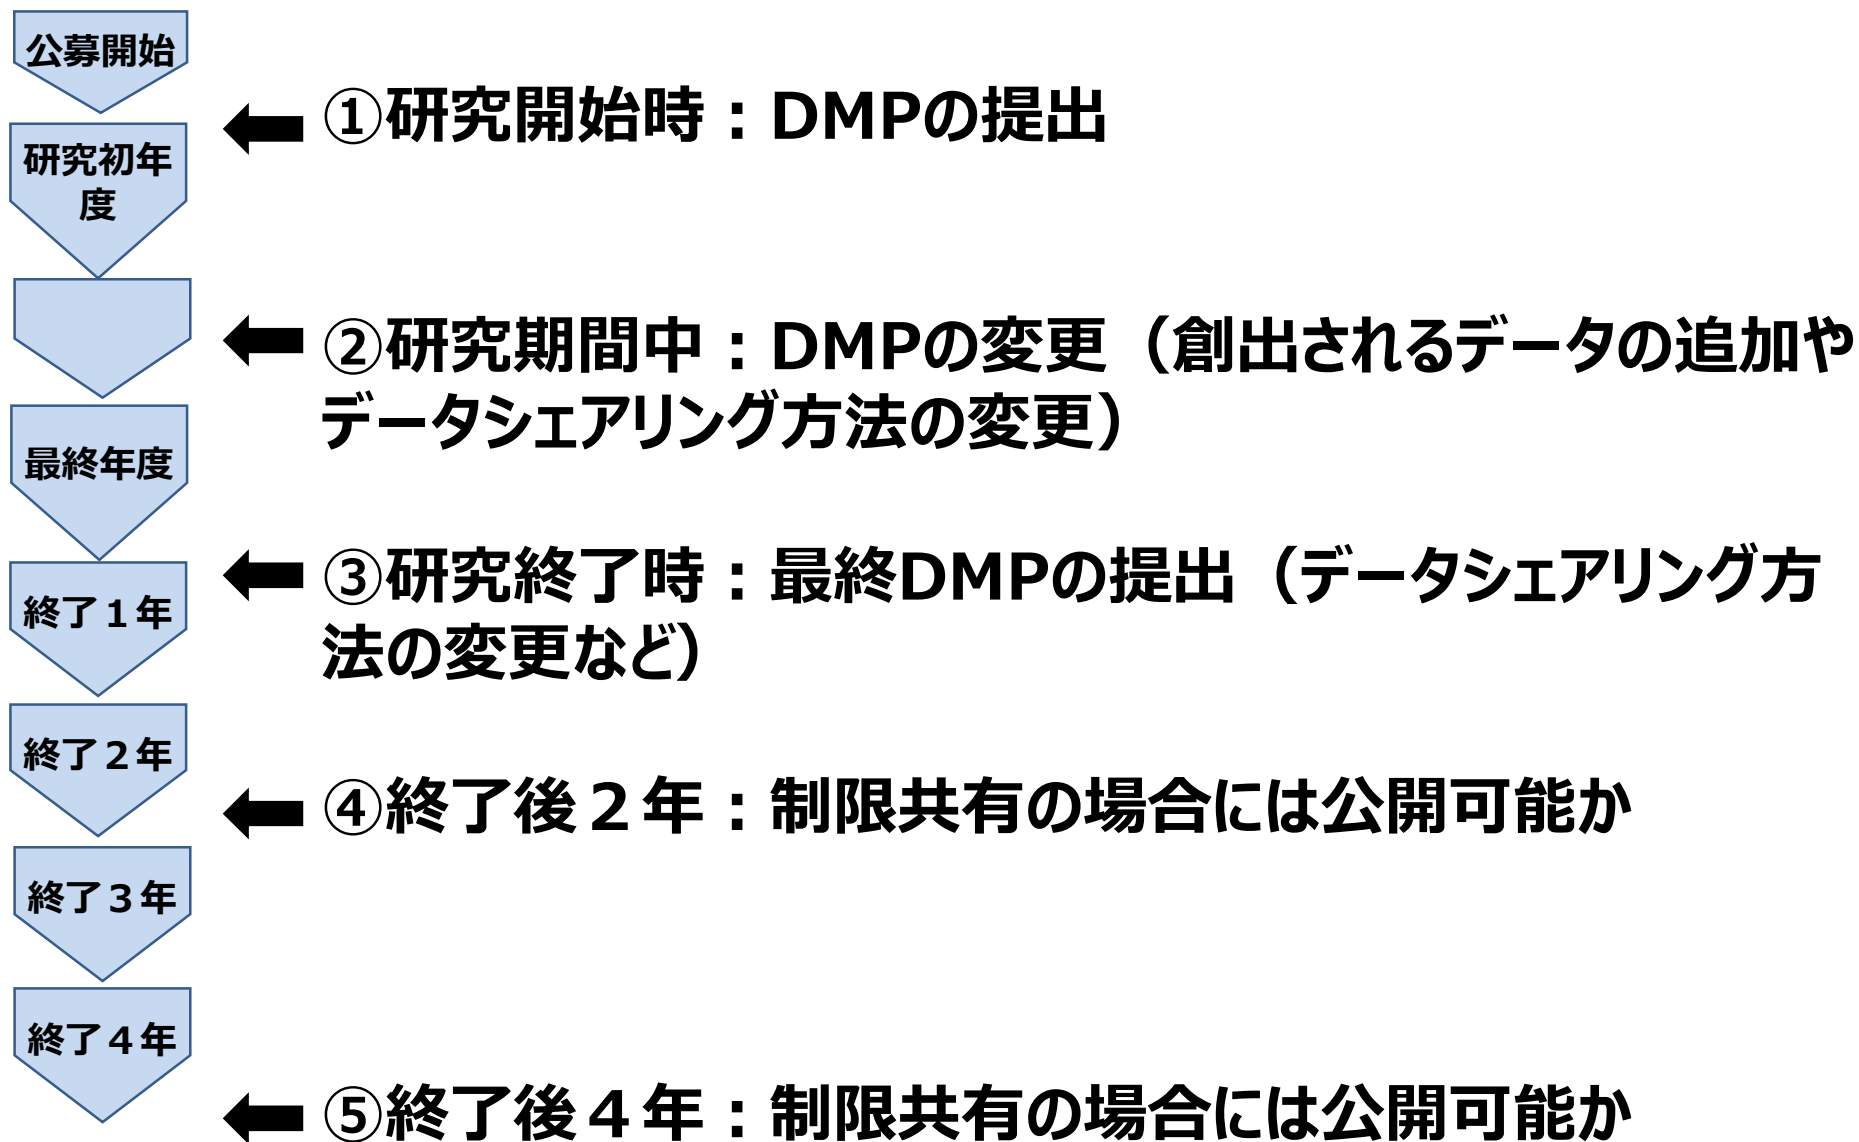 公募開始
①研究開始時：DMPの提出
研究初年
度
②研究期間中：DMPの変更（創出されるデータの追加や
データシェアリング方法の変更）
最終年度
③研究終了時：最終DMPの提出（データシェアリング方
法の変更など）
終了１年
終了２年
④終了後２年：制限共有の場合には公開可能か
終了３年
終了４年
⑤終了後４年：制限共有の場合には公開可能か